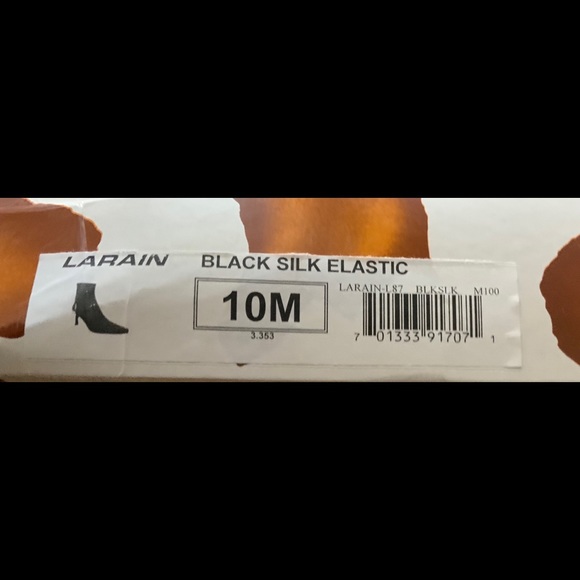 LARAIN BLACK SILK ELASTIC
LARAIN-L87 BLKSLK M100
10M
3.353
7 01333 91707 1